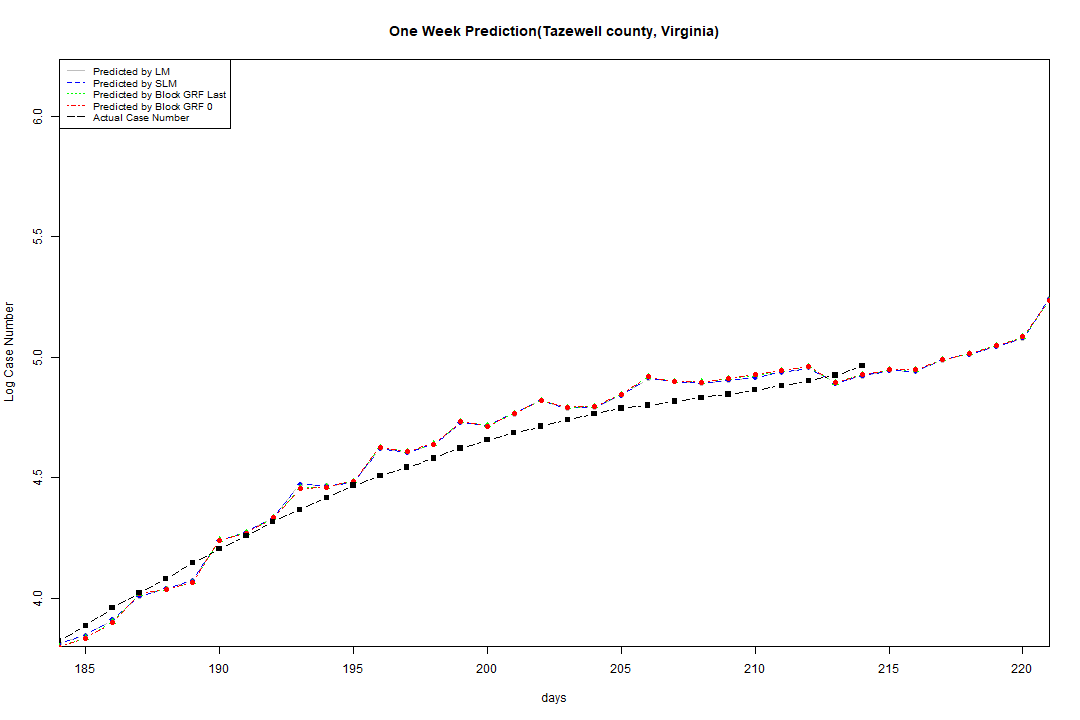 One Week Prediction(Tazewell county, Virginia)
Predicted by LM
Predicted by SLM
Predicted by Block GRF Last
Predicted by Block GRF 0
Actual Case Number
6.0
5.5
5.0
4.5
4.0
Log Case Number
185 190 195 200 205 210 215 220
days